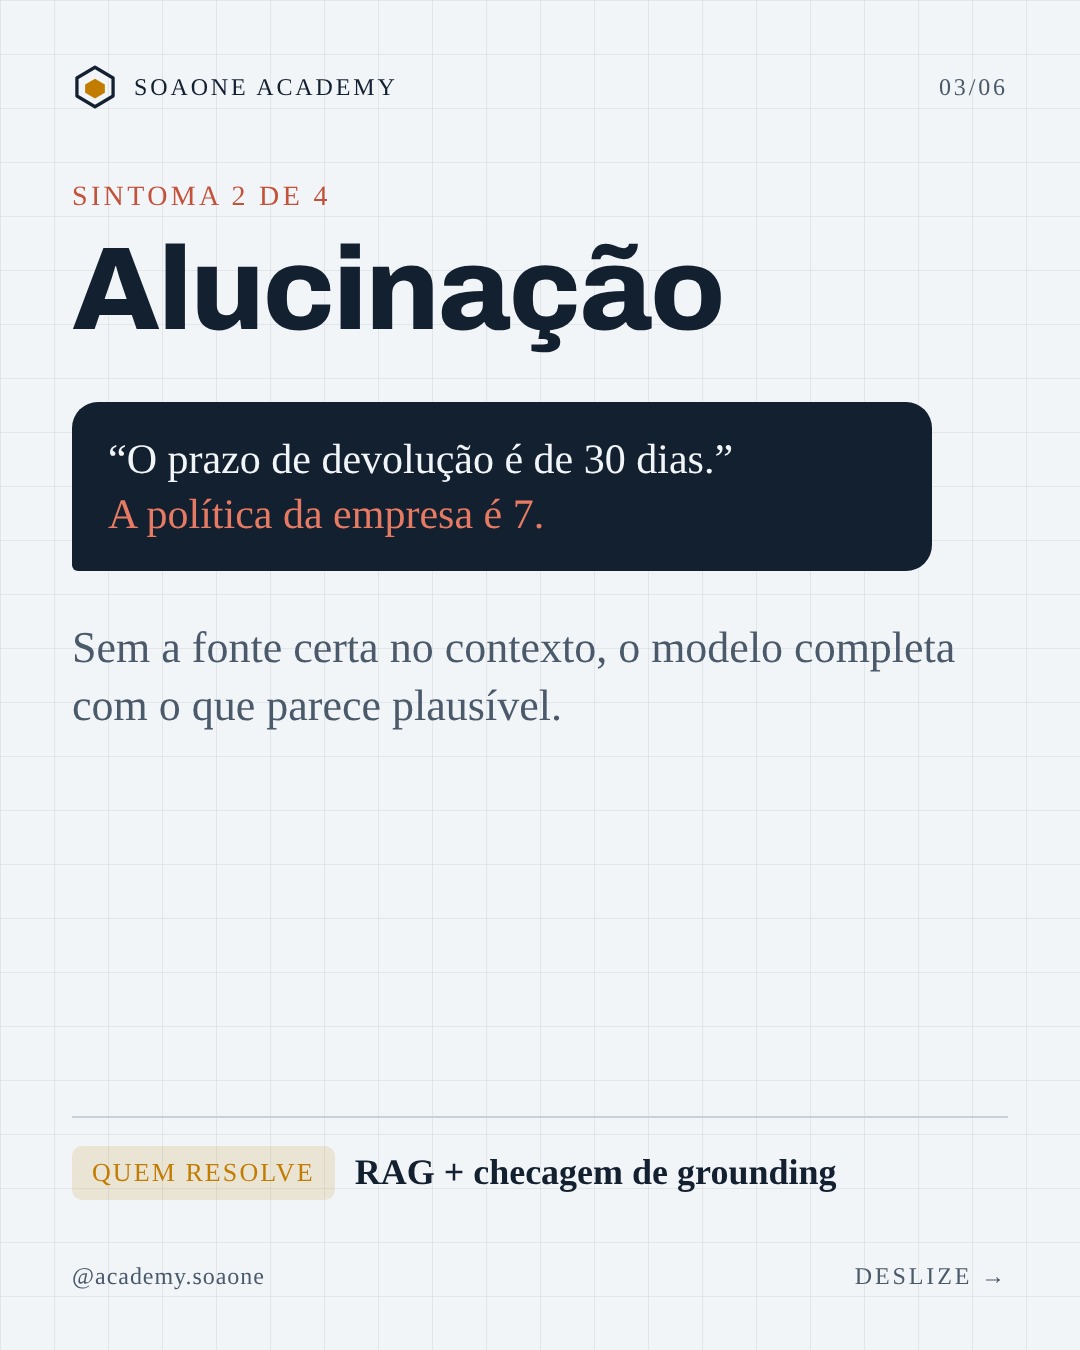 SOAONE ACADEMY
03/06
SINTOMA 2 DE 4
Alucinação
“O prazo de devolução é de 30 dias.”
A política da empresa é 7.
Sem a fonte certa no contexto, o modelo completa
com o que parece plausível.
QUEM RESOLVE
RAG + checagem de grounding
@academy.soaone
DESLIZE →